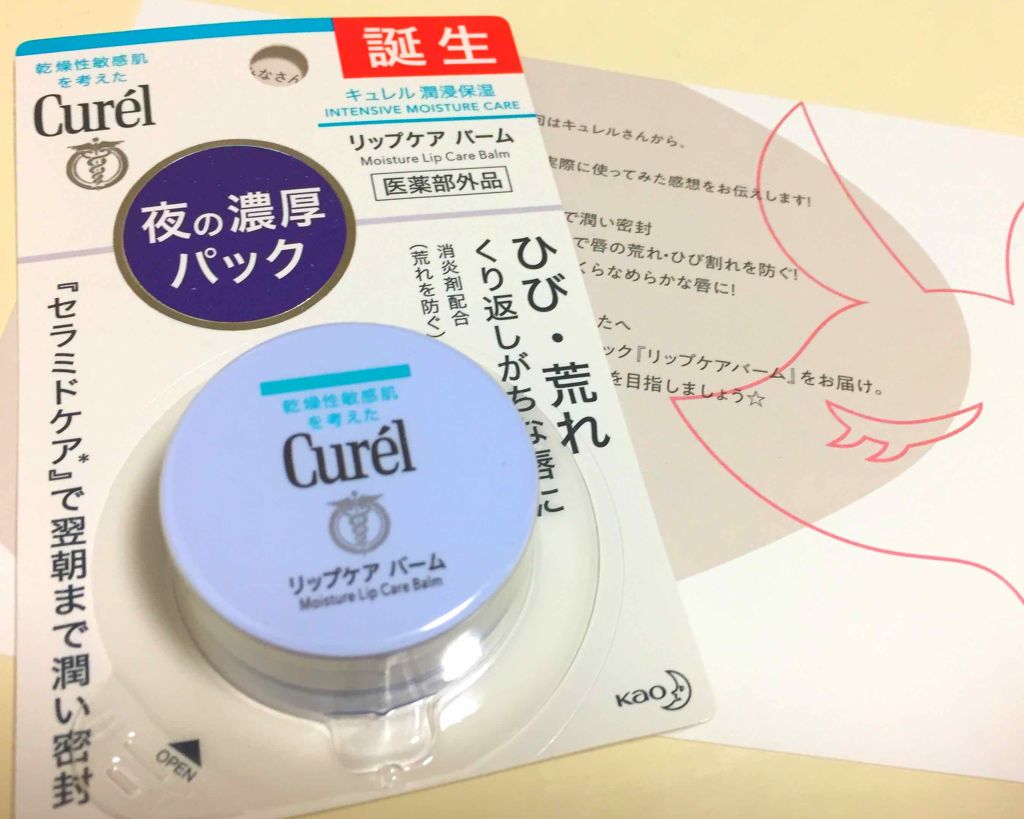 乾燥性敏感肌
を考えた
Curél
なさん
誕生
キュレル 潤浸保湿
INTENSIVE MOISTURE CARE
リップケア バーム
Moisture Lip Care Balm
医薬部外品
夜の濃厚
パック
ひび・荒れ
くり返しがちな唇に
消炎剤配合
(荒れを防ぐ)
『セラミドケア』*で翌朝まで潤い密封
乾燥性敏感肌
を考えた
Curél
リップケア バーム
Moisture Lip Care Balm
OPEN
Kao
回はキュレルさんから、
実際に使ってみた感想をお伝えします!
で潤い密封
で唇の荒れ・ひび割れを防ぐ!
くらなめらかな唇に!
たへ
ック『リップケアバーム』をお届け。
を目指しましょう☆